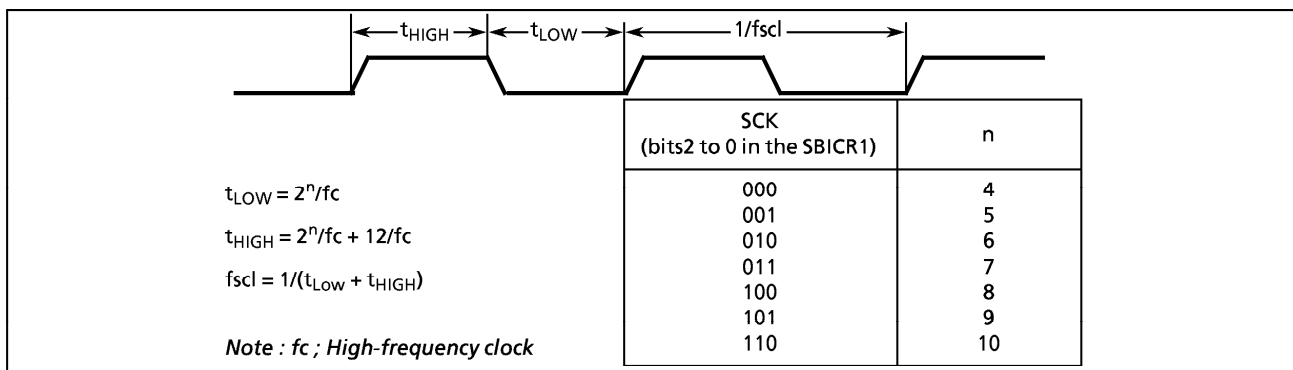 tHIGH tLOW 1/fscl
SCK
(bits2 to 0 in the SBICR1) n
tLOW = 2^n/fc
tHIGH = 2^n/fc + 12/fc
fscl = 1/(tLow + tHIGH)
Note : fc ; High-frequency clock
000 4
001 5
010 6
011 7
100 8
101 9
110 10